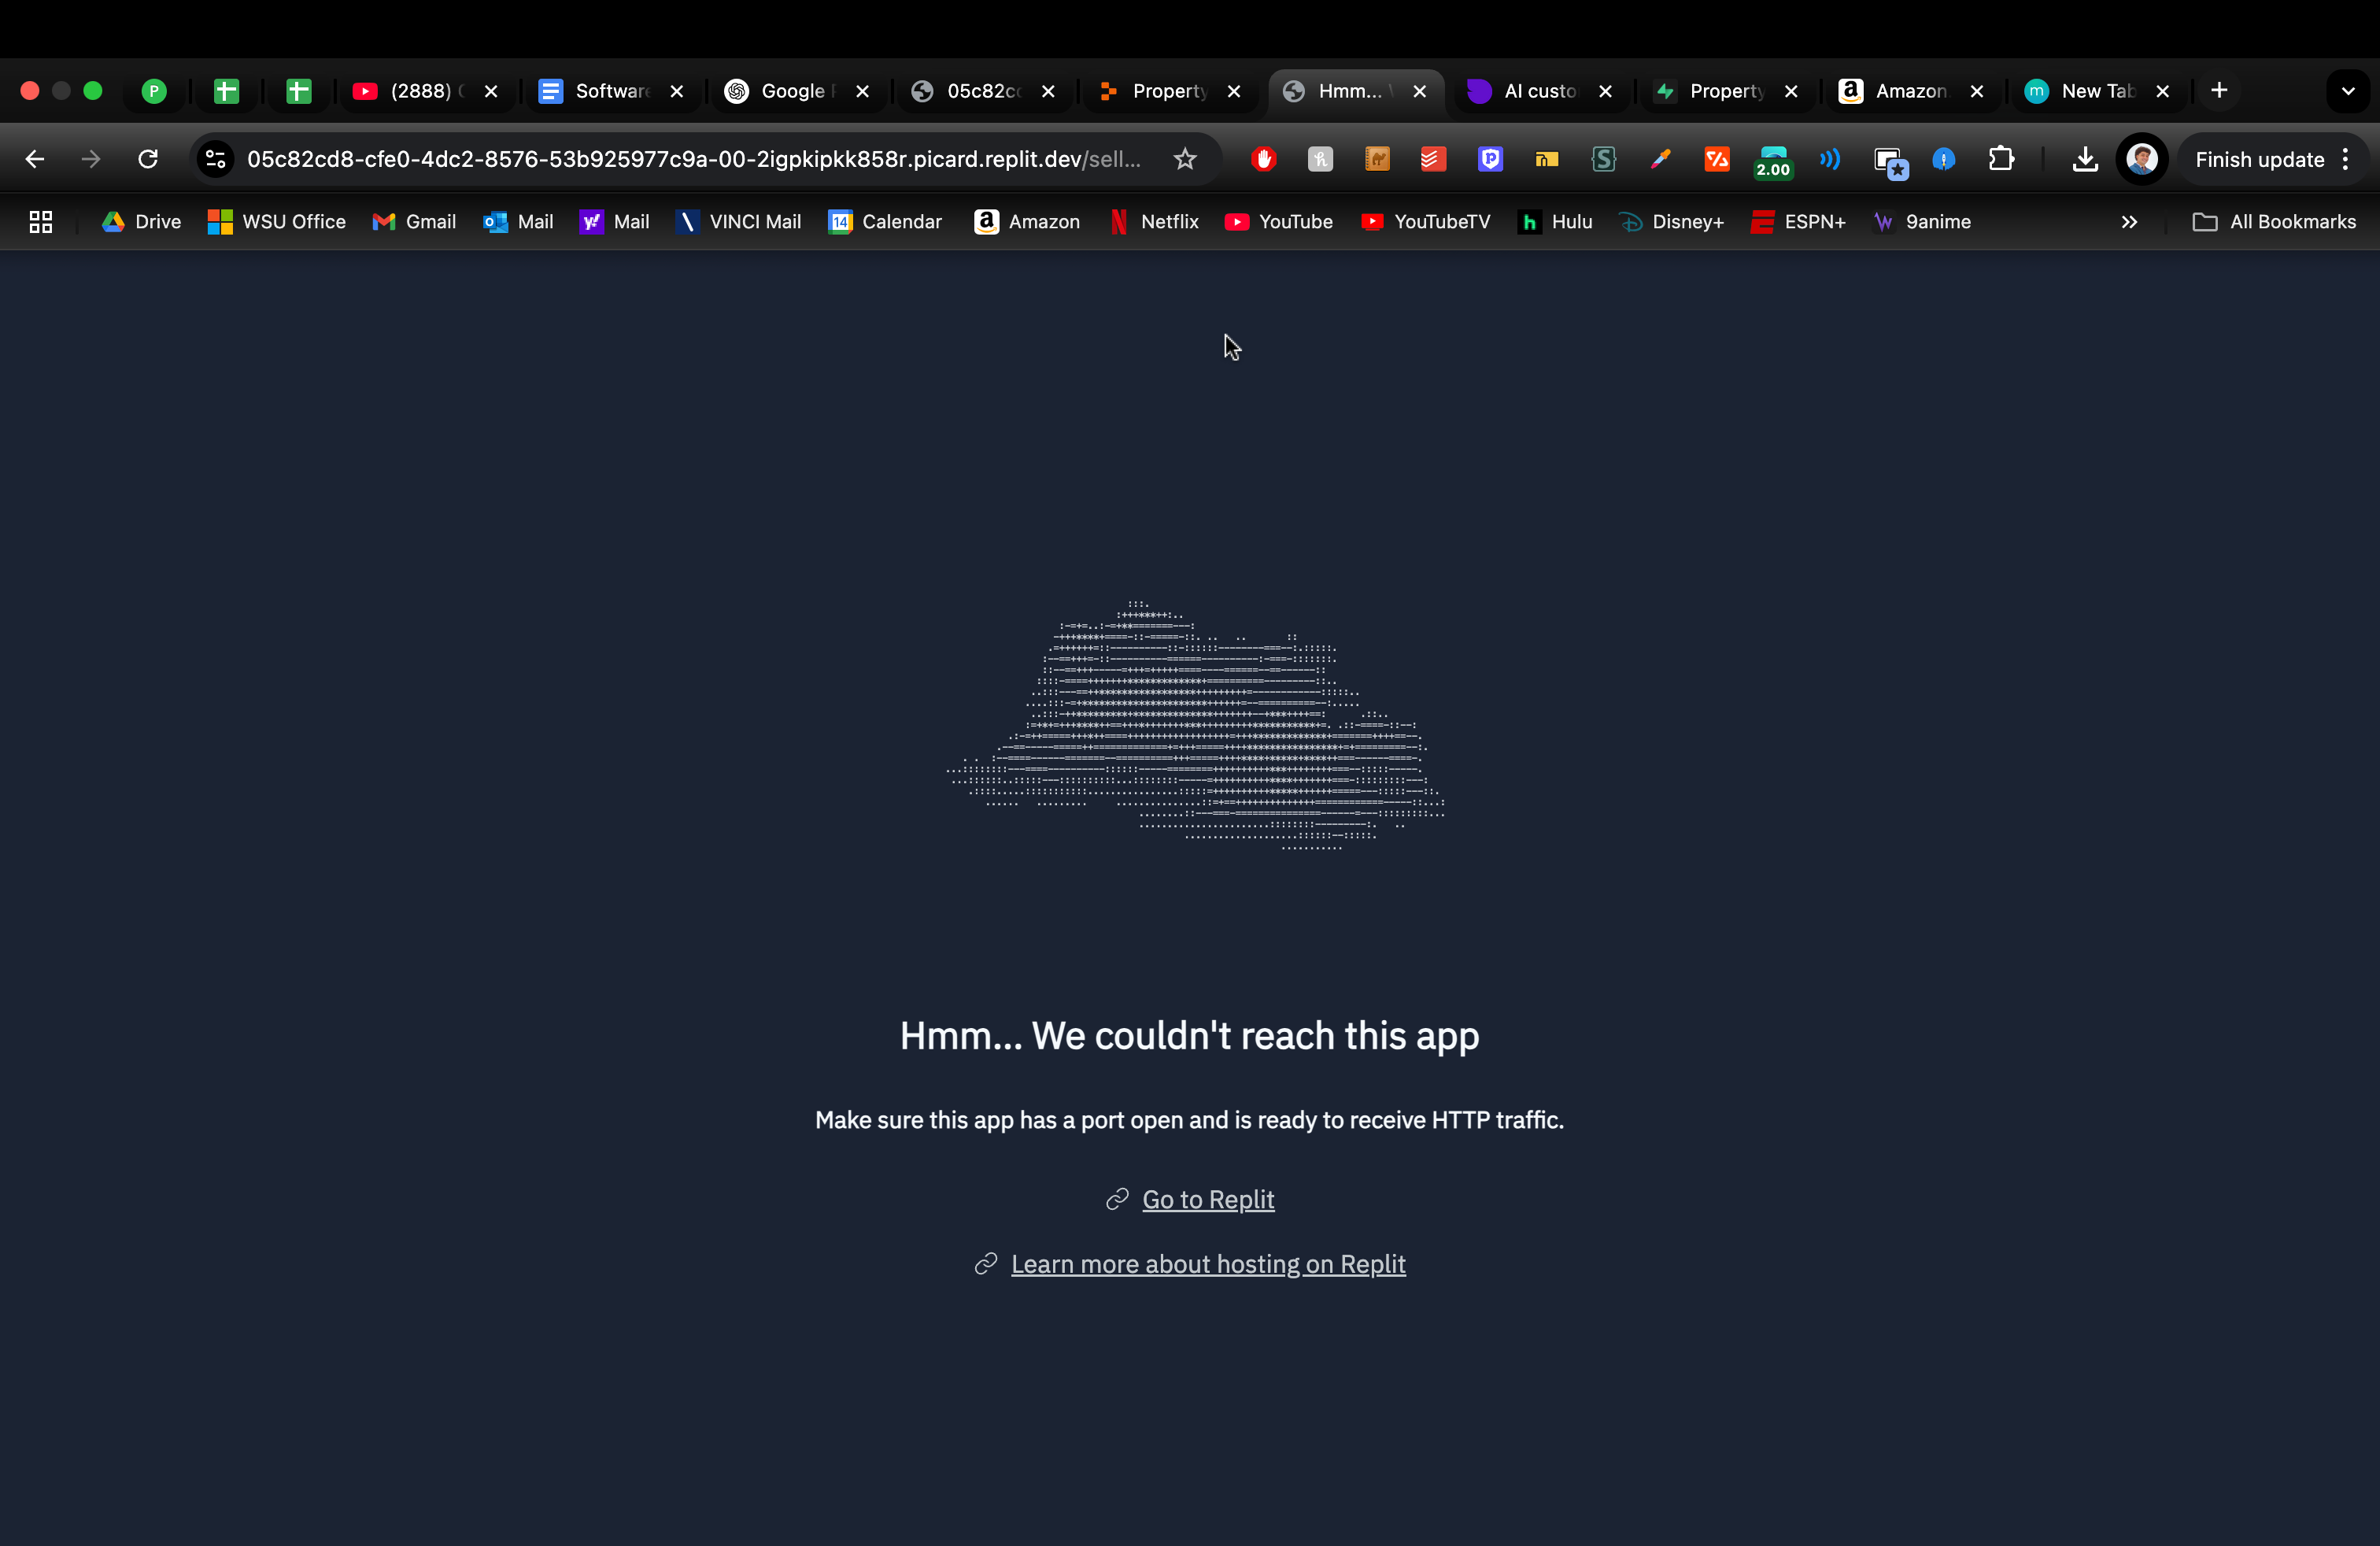 P
(2888)
Software
Google
05c82c
Property
Hmm...
AI custo
Property
a
Amazon
m
New Tab
05c82cd8-cfe0-4dc2-8576-53b925977c9a-00-2igpkipkk858r.picard.replit.dev/sell...
2.00
Finish update
Drive
WSU Office
Gmail
Mail
Mail
VINCI Mail
14
Calendar
Amazon
Netflix
YouTube
YouTubeTV
Hulu
Disney+
ESPN+
9anime
All Bookmarks
Hmm... We couldn't reach this app
Make sure this app has a port open and is ready to receive HTTP traffic.
Go to Replit
Learn more about hosting on Replit